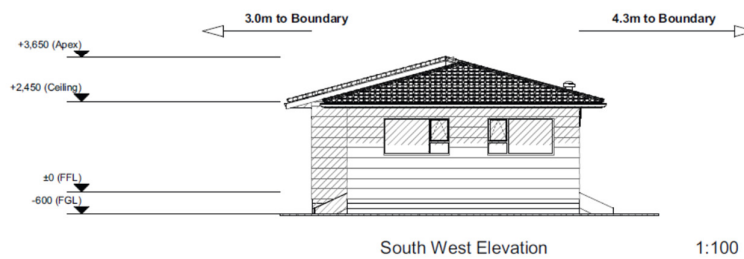 3.0m to Boundary
4.3m to Boundary
+3,650 (Apex)
+2,450 (Ceiling)
±0 (FFL)
-600 (FGL)
South West Elevation
1:100